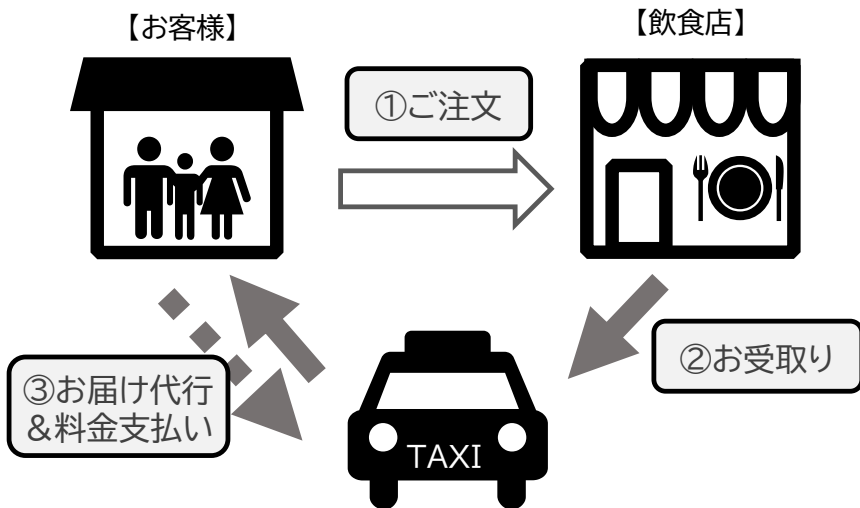 【お客様】
【飲食店】
①ご注文
②お受取り
③お届け代行
＆料金支払い
TAXI